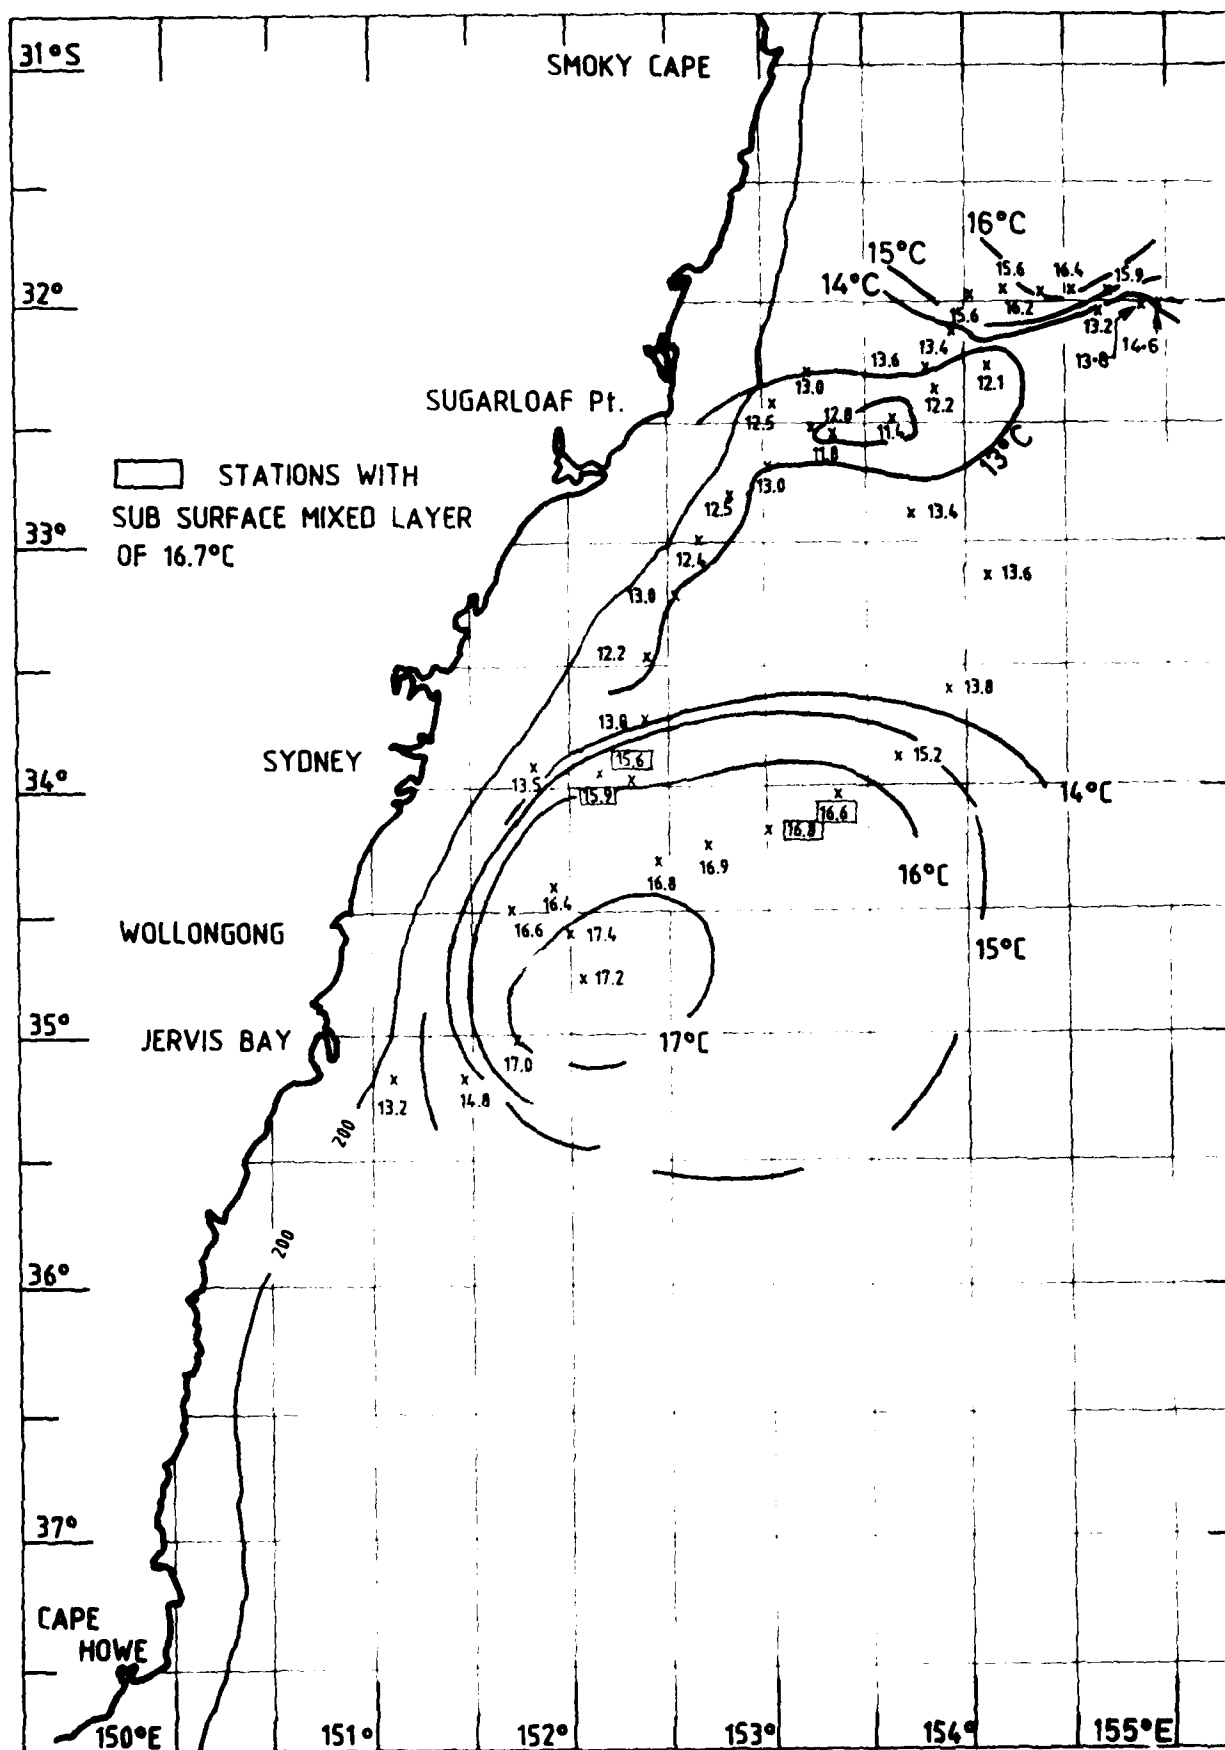 31°S
SMOKY CAPE
16°C
15°C
14°C
32°
15.6
16.4
15.9
16.2
15.6
13.2
14.6
13.8
13.4
13.6
13.0
12.1
12.2
SUGARLOAF Pt.
12.5
12.8
11.4
11.8
13°C
STATIONS WITH
SUB SURFACE MIXED LAYER
OF 16.7°C
13.0
12.5
13.4
33°
12.4
13.6
13.8
12.2
13.8
13.8
SYDNEY
15.6
15.2
13.5
34°
15.9
14°C
16.6
16.8
16.9
16.8
16°C
16.4
WOLLONGONG
16.6
17.4
15°C
17.2
35°
JERVIS BAY
17°C
17.0
13.2
14.8
200
200
36°
37°
CAPE
HOWE
150°E
151°
152°
153°
154°
155°E